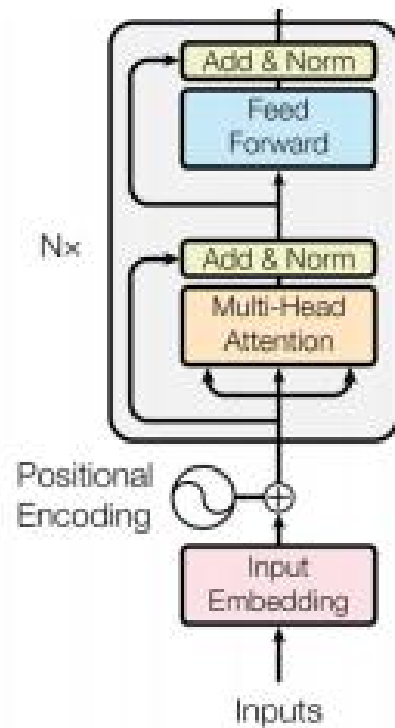 Add & Norm
Feed
Forward
Nx
Add & Norm
Multi-Head
Attention
Positional
Encoding
Input
Embedding
Inputs